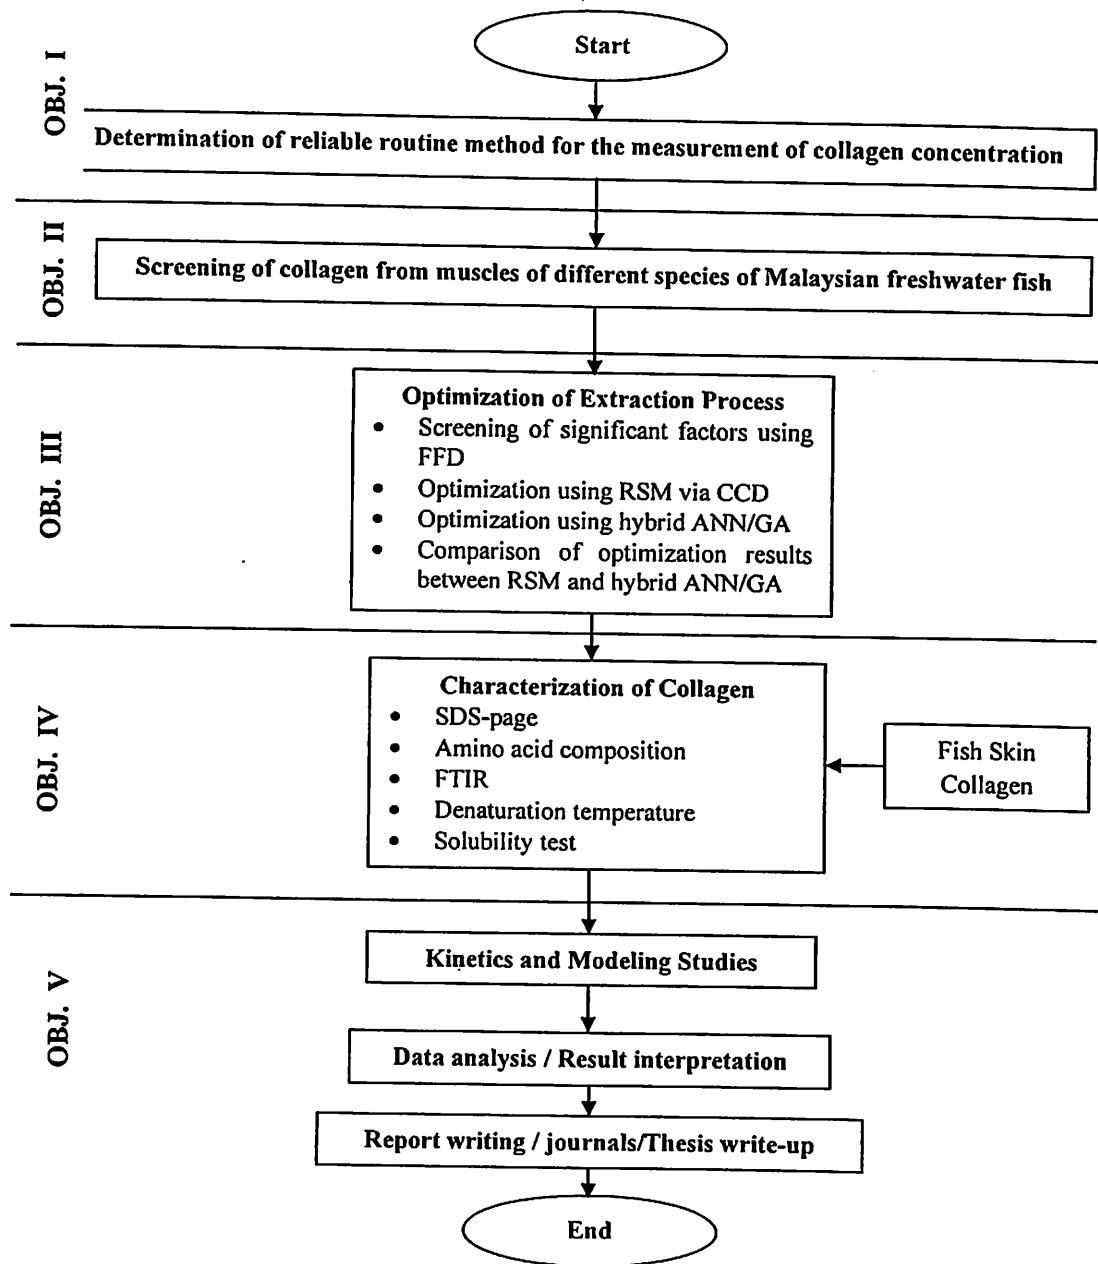 OBJ. I
Start
Determination of reliable routine method for the measurement of collagen concentration
OBJ. II
Screening of collagen from muscles of different species of Malaysian freshwater fish
OBJ. III
Optimization of Extraction Process
• Screening of significant factors using
FFD
• Optimization using RSM via CCD
• Optimization using hybrid ANN/GA
• Comparison of optimization results
between RSM and hybrid ANN/GA
OBJ. IV
Characterization of Collagen
• SDS-page
• Amino acid composition
• FTIR
• Denaturation temperature
• Solubility test
Fish Skin
Collagen
OBJ. V
Kinetics and Modeling Studies
Data analysis / Result interpretation
Report writing / journals/Thesis write-up
End